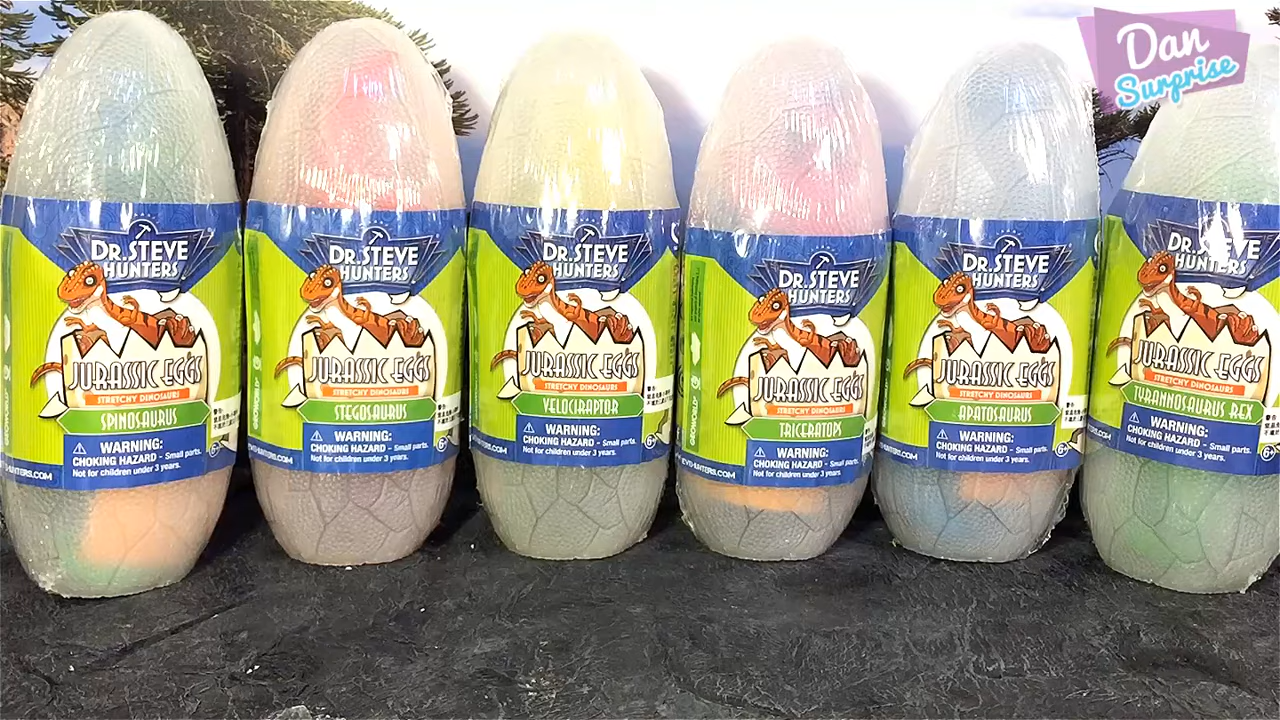 Dan
Surprise
DR.STEVE
HUNTERS
JURASSIC EGGS
STRETCHY DINOSAURS
SPINOSAURUS
WARNING:
CHOKING HAZARD - Small parts.
Not for children under 3 years.
GEOWORLD
6+
DR.STEVE
HUNTERS
JURASSIC EGGS
STRETCHY DINOSAURS
STEGOSAURUS
WARNING:
CHOKING HAZARD - Small parts.
Not for children under 3 years.
GEOWORLD
6+
DR.STEVE
HUNTERS
JURASSIC EGGS
STRETCHY DINOSAURS
VELOCIRAPTOR
WARNING:
CHOKING HAZARD - Small parts.
Not for children under 3 years.
6+
DR.STEVE
HUNTERS
JURASSIC EGGS
STRETCHY DINOSAURS
TRICERATOPS
WARNING:
CHOKING HAZARD - Small parts.
Not for children under 3 years.
GEOWORLD
DR.STEVE
HUNTERS
JURASSIC EGGS
STRETCHY DINOSAURS
APATOSAURUS
WARNING:
CHOKING HAZARD - Small parts.
Not for children under 3 years.
6+
DR.STEVE
HUNTERS
JURASSIC EGGS
STRETCHY DINOSAURS
TYRANNOSAURUS REX
WARNING:
CHOKING HAZARD - Small parts.
Not for children under 3 years.
6+